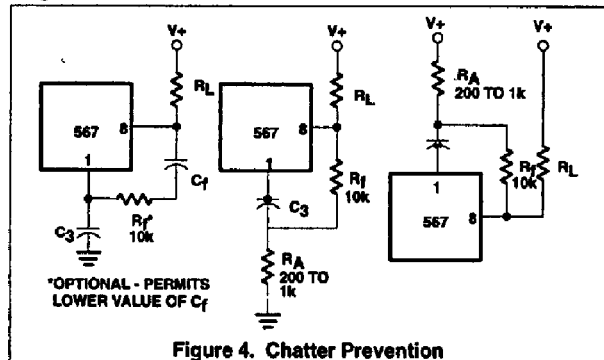 V+
RL
567
8
1
Cf
Rf*
10k
C3
*OPTIONAL - PERMITS
LOWER VALUE OF Cf
V+
RL
567
8
1
Rf
10k
C3
RA
200 TO
1k
V+
V+
RA
200 TO 1k
Rf
10k
RL
1
567
8
Figure 4. Chatter Prevention